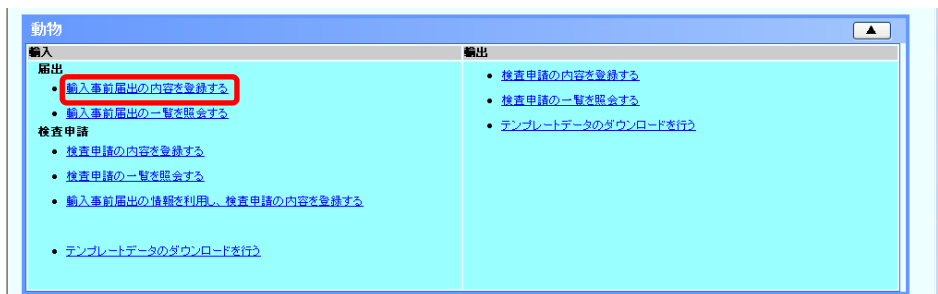 動物
▲
輸入
届出
• 輸入事前届出の内容を登録する
• 輸入事前届出の一覧を照会する
検査申請
• 検査申請の内容を登録する
• 検査申請の一覧を照会する
• 輸入事前届出の情報を利用し、検査申請の内容を登録する
• テンプレートデータのダウンロードを行う
輸出
• 検査申請の内容を登録する
• 検査申請の一覧を照会する
• テンプレートデータのダウンロードを行う